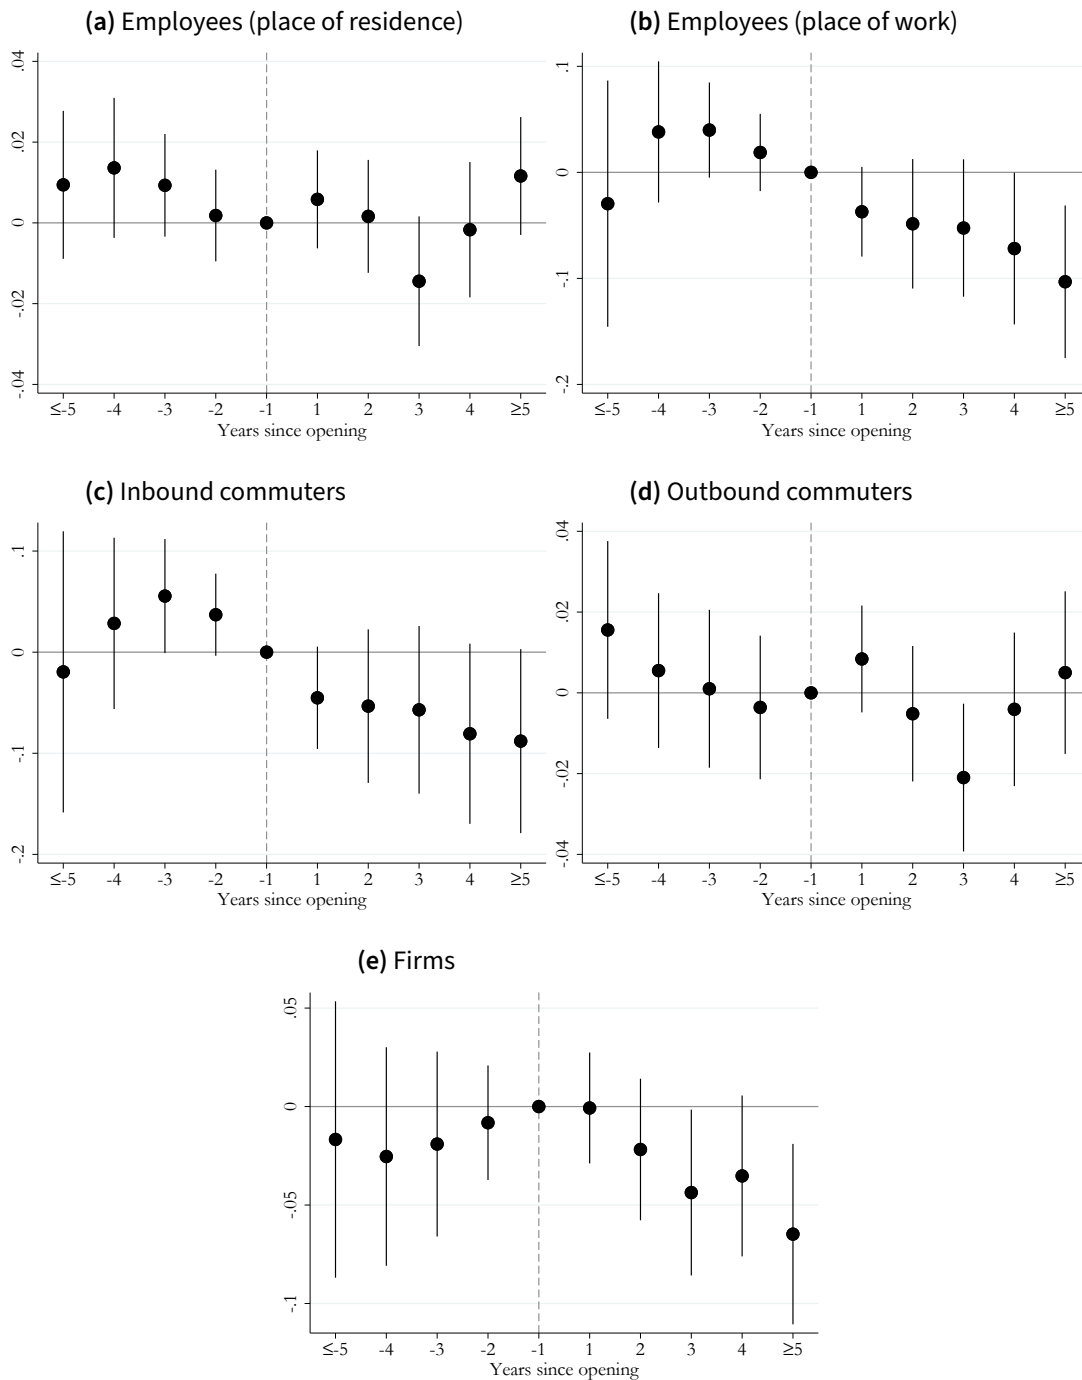 (a) Employees (place of residence)
.04
.02
0
-.02
-.04
≤-5 -4 -3 -2 -1 1 2 3 4 ≥5
Years since opening
(b) Employees (place of work)
.1
0
-.1
-.2
≤-5 -4 -3 -2 -1 1 2 3 4 ≥5
Years since opening
(c) Inbound commuters
.1
0
-.1
-.2
≤-5 -4 -3 -2 -1 1 2 3 4 ≥5
Years since opening
(d) Outbound commuters
.04
.02
0
-.02
-.04
≤-5 -4 -3 -2 -1 1 2 3 4 ≥5
Years since opening
(e) Firms
.05
0
-.05
-.1
≤-5 -4 -3 -2 -1 1 2 3 4 ≥5
Years since opening